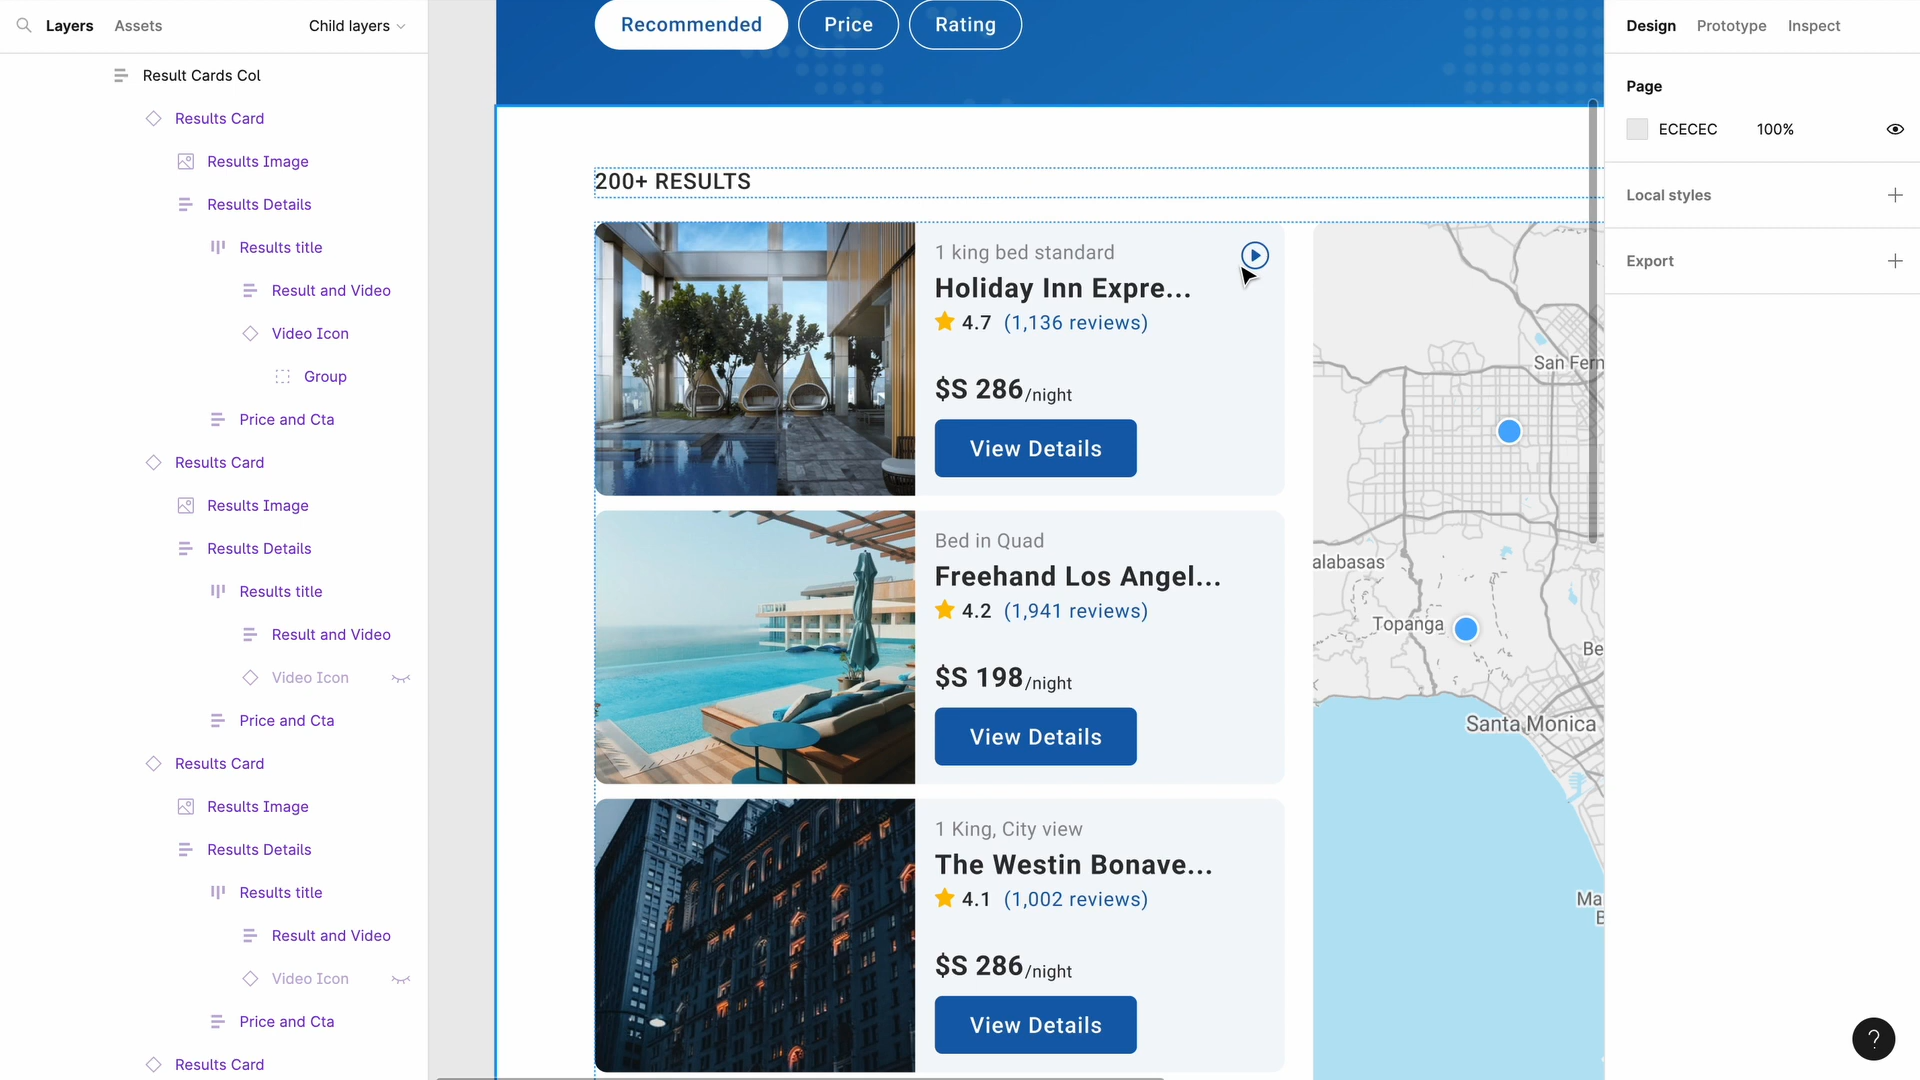 Layers
Assets
Child layers
Result Cards Col
Results Card
Results Image
Results Details
Results title
Result and Video
Video Icon
Group
Price and Cta
Results Card
Results Image
Results Details
Results title
Result and Video
Video Icon
Price and Cta
Results Card
Results Image
Results Details
Results title
Result and Video
Video Icon
Price and Cta
Results Card
Recommended
Price
Rating
200+ RESULTS
1 king bed standard
Holiday Inn Expre...
4.7 (1,136 reviews)
$S 286/night
View Details
Bed in Quad
Freehand Los Angel...
4.2 (1,941 reviews)
$S 198/night
View Details
1 King, City view
The Westin Bonave...
4.1 (1,002 reviews)
$S 286/night
View Details
San Fern
alabasas
Topanga
Be
Santa Monica
Ma
B
Design
Prototype
Inspect
Page
ECECEC
100%
Local styles
Export
?